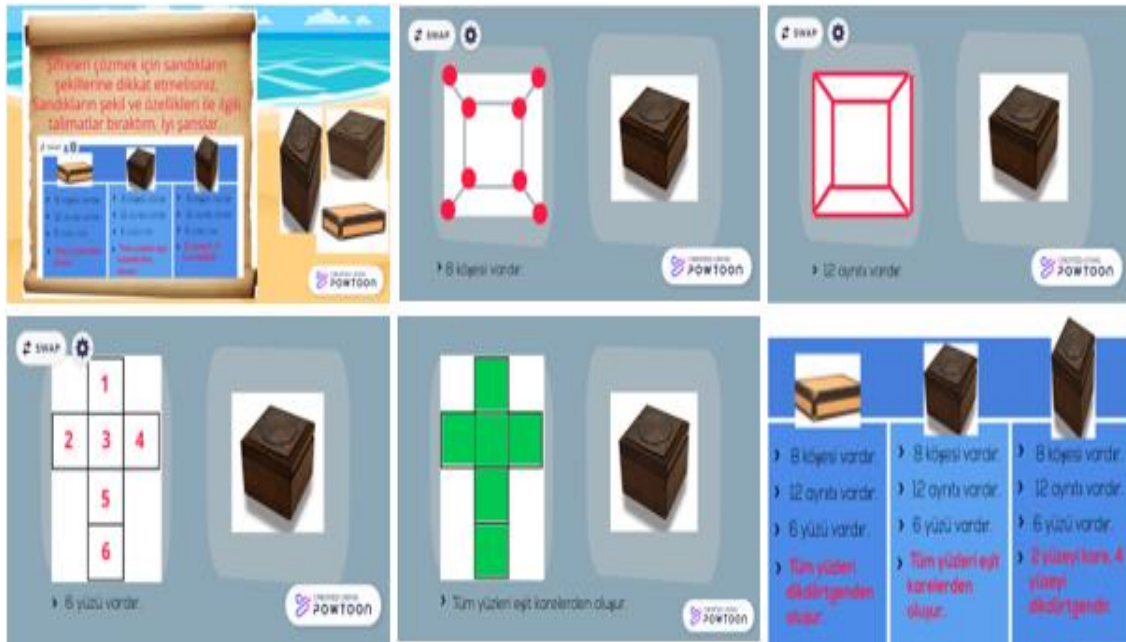 Şifreleri çözmek için sandıkların
şekillerine dikkat etmelisiniz.
Sandıkların şekil ve özellikleri ile ilgili
talimatlar bıraktım. İyi şanslar
POWTOON
SWAP
8 köşesi vardır.
POWTOON
SWAP
12 ayrıtı vardır
POWTOON
SWAP
1
2 3 4
5
6
6 yüzü vardır.
POWTOON
Tüm yüzleri eşit karelerden oluşur.
POWTOON
8 köşesi vardır.
12 ayrıtı vardır.
6 yüzü vardır.
Tüm yüzleri
dikdörtgenden
oluşur.
8 köşesi vardır.
12 ayrıtı vardır.
6 yüzü vardır.
Tüm yüzleri eşit
karelerden
oluşur.
8 köşesi vardır.
12 ayrıtı vardır.
6 yüzü vardır.
2 yüzeyi kare, 4
yüzeyi
dikdörtgendir.